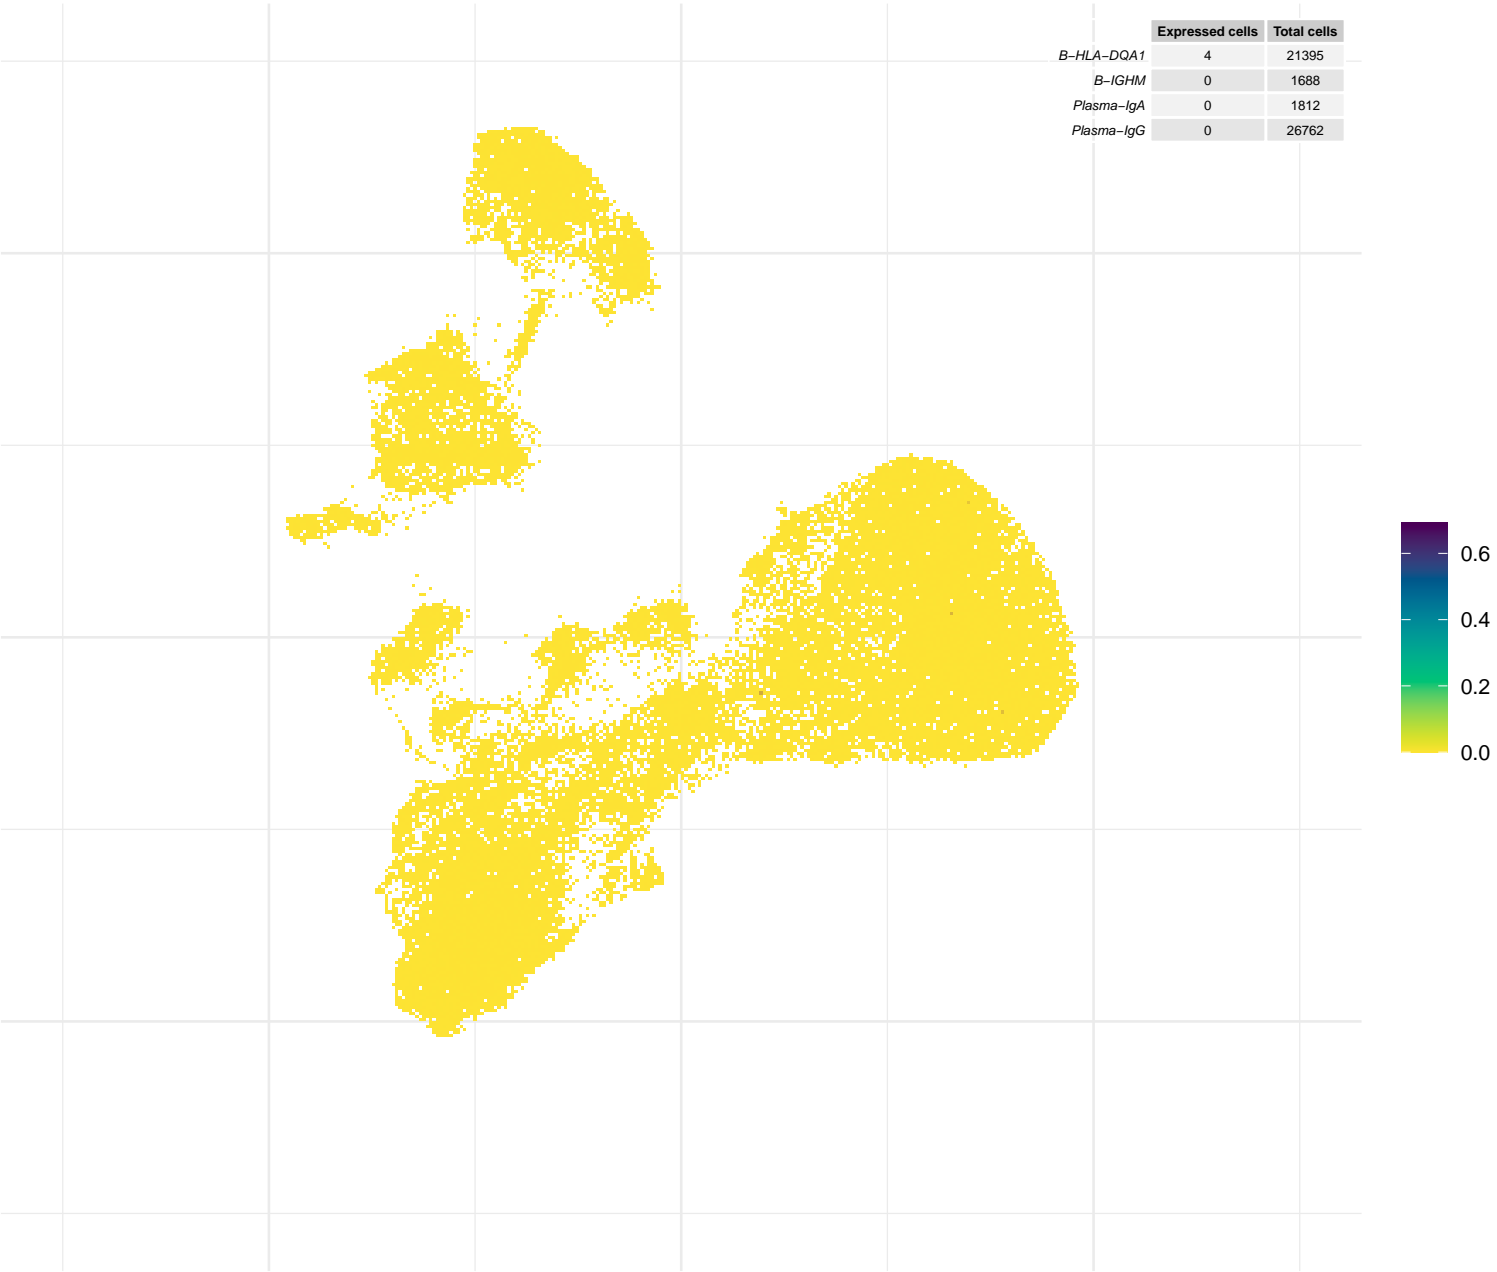 Expressed cells Total cells
B−HLA−DQA1 4 21395
B−IGHM 0 1688
Plasma−IgA 0 1812
Plasma−IgG 0 26762
0.6
0.4
0.2
0.0